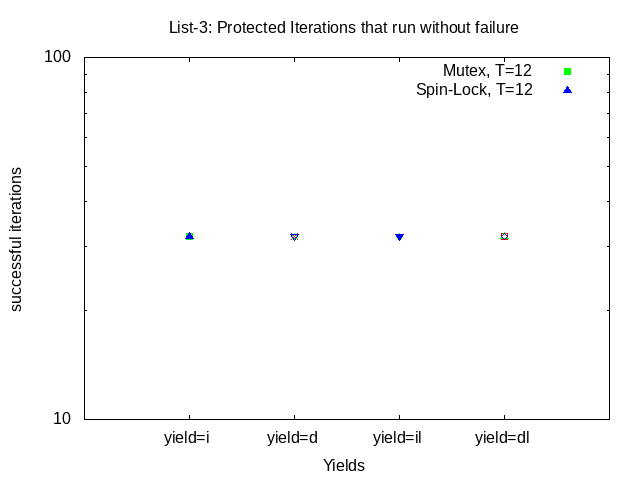 List-3: Protected Iterations that run without failure
100
Mutex, T=12
Spin-Lock, T=12
successful iterations
10
yield=i yield=d yield=il yield=dl
Yields